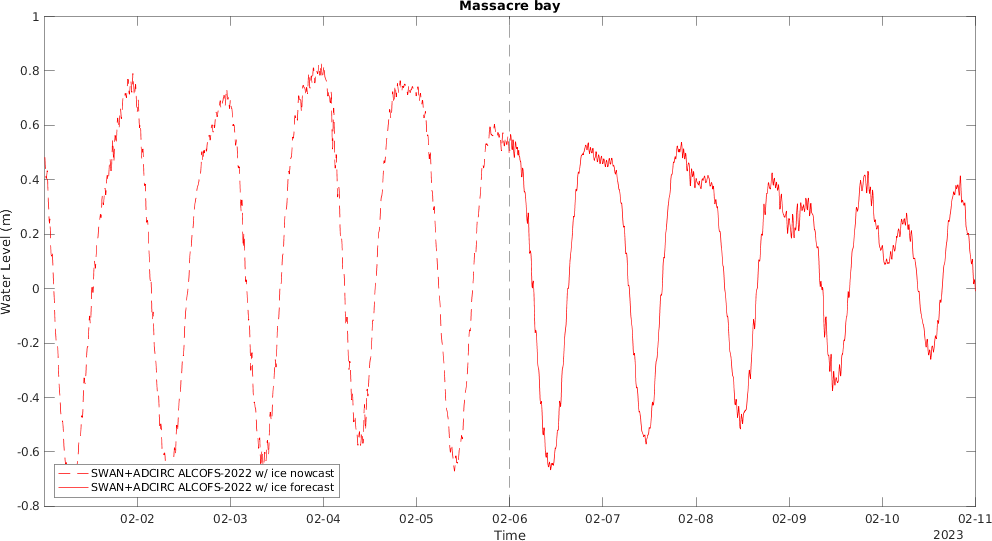 Massacre bay
1
0.8
0.6
0.4
0.2
0
-0.2
-0.4
-0.6
-0.8
Water Level (m)
SWAN+ADCIRC ALCOFS-2022 w/ ice nowcast
SWAN+ADCIRC ALCOFS-2022 w/ ice forecast
02-02 02-03 02-04 02-05 02-06 02-07 02-08 02-09 02-10 02-11
Time
2023